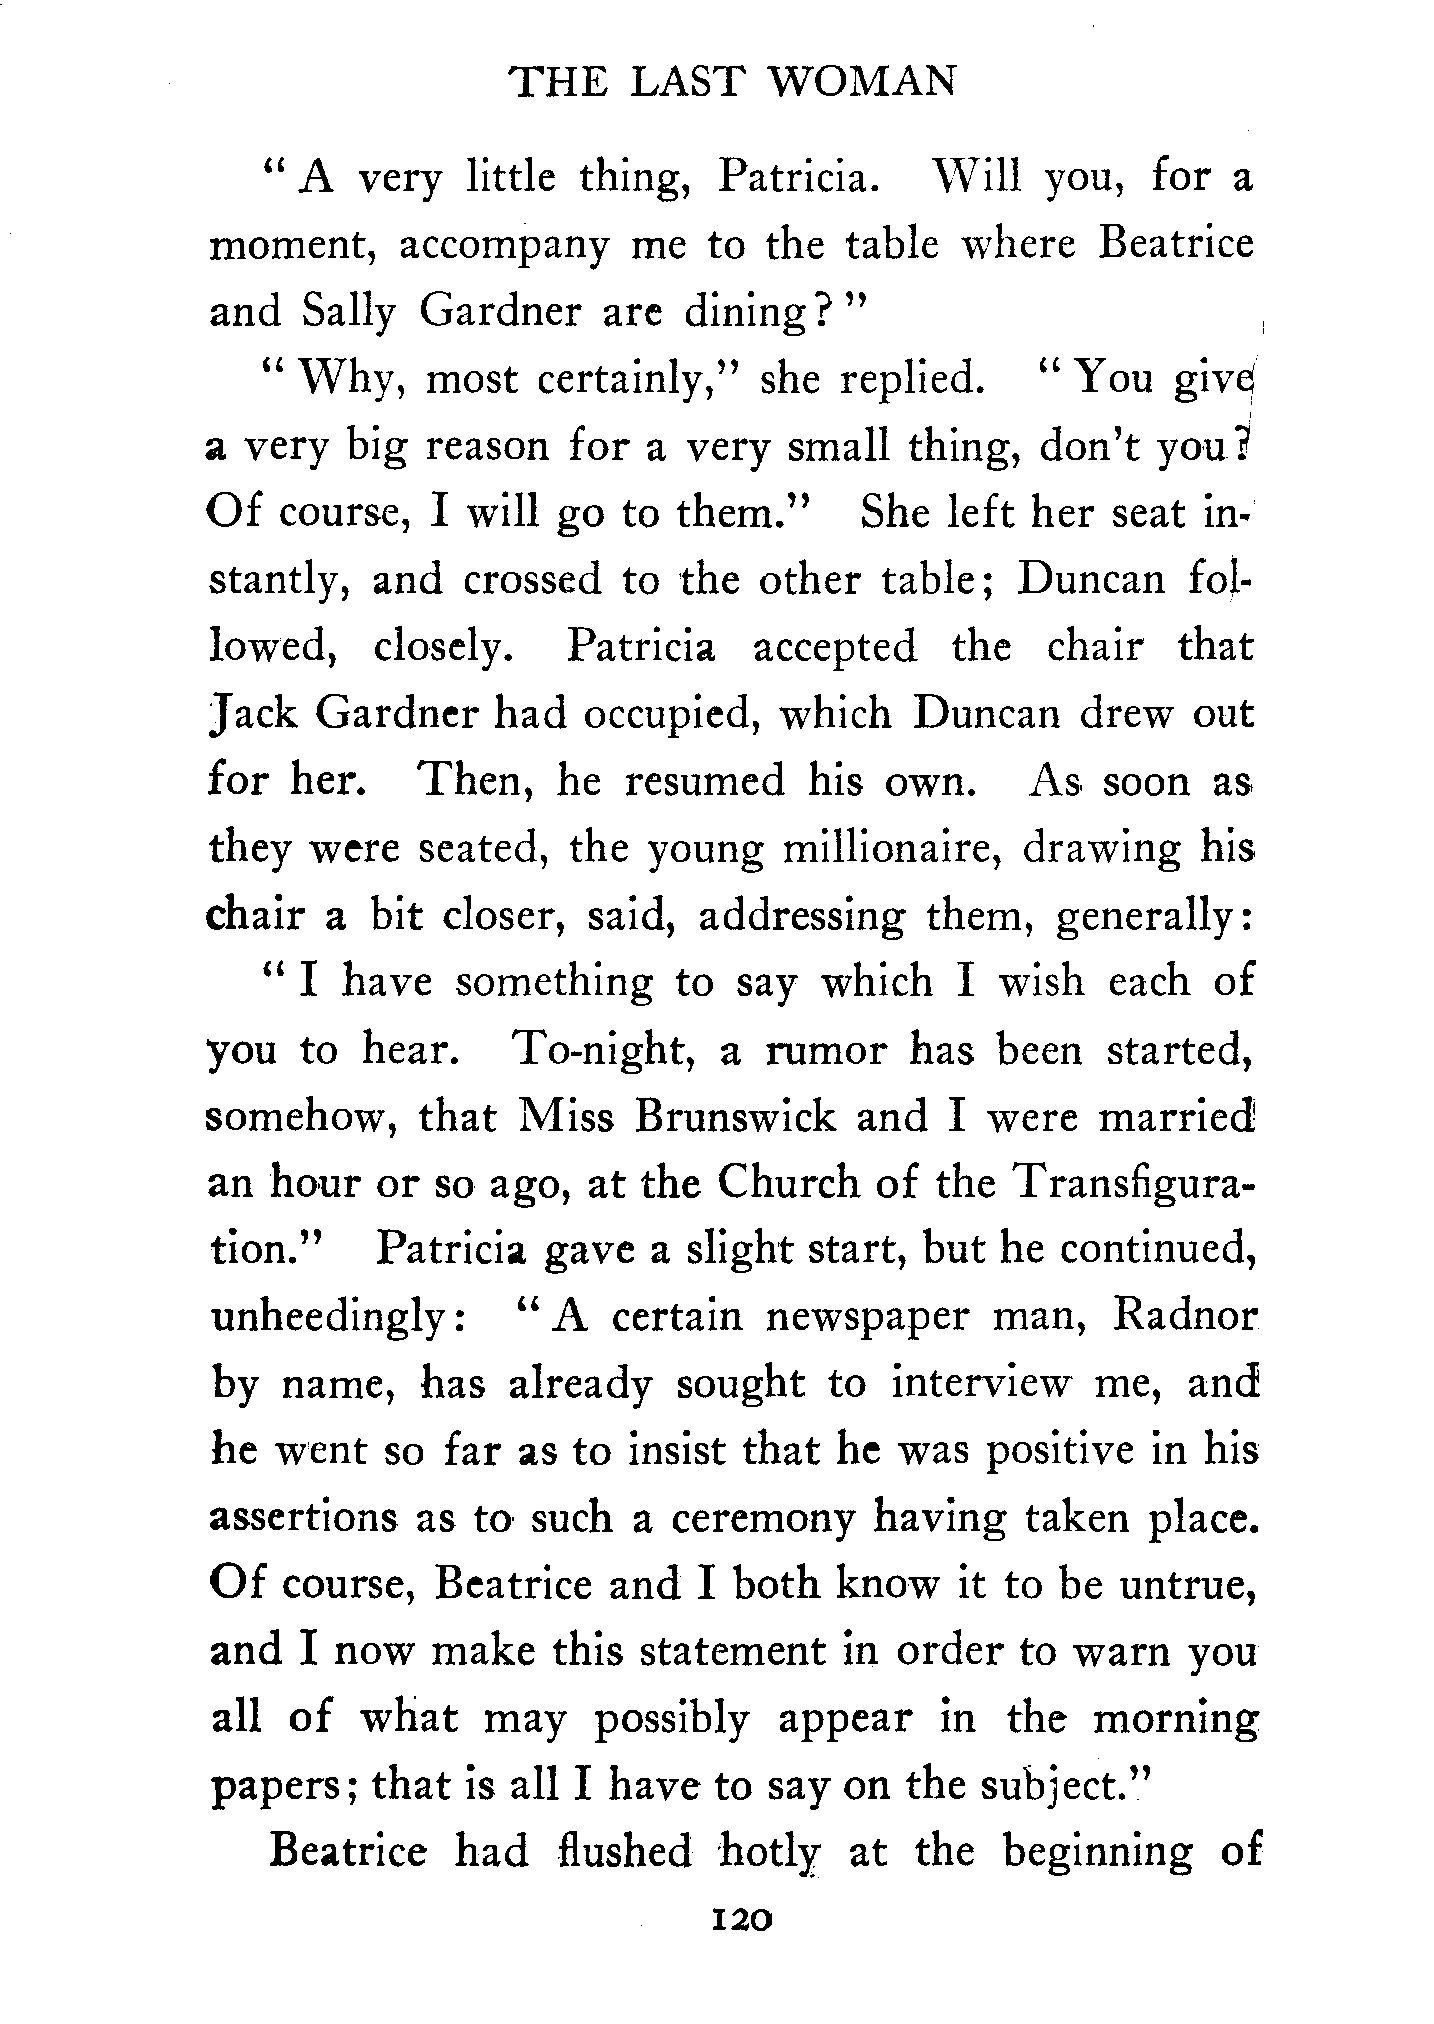 THE LAST WOMAN
" A very little thing, Patricia. Will you, for a
moment, accompany me to the table where Beatrice
and Sally Gardner are dining? "
" Why, most certainly," she replied. " You give
a very big reason for a very small thing, don't you?
Of course, I will go to them." She left her seat in-
stantly, and crossed to the other table; Duncan fol-
lowed, closely. Patricia accepted the chair that
Jack Gardner had occupied, which Duncan drew out
for her. Then, he resumed his own. As soon as
they were seated, the young millionaire, drawing his
chair a bit closer, said, addressing them, generally:
" I have something to say which I wish each of
you to hear. To-night, a rumor has been started,
somehow, that Miss Brunswick and I were married
an hour or so ago, at the Church of the Transfigura-
tion." Patricia gave a slight start, but he continued,
unheedingly: " A certain newspaper man, Radnor
by name, has already sought to interview me, and
he went so far as to insist that he was positive in his
assertions as to such a ceremony having taken place.
Of course, Beatrice and I both know it to be untrue,
and I now make this statement in order to warn you
all of what may possibly appear in the morning
papers; that is all I have to say on the subject."
Beatrice had flushed hotly at the beginning of
120